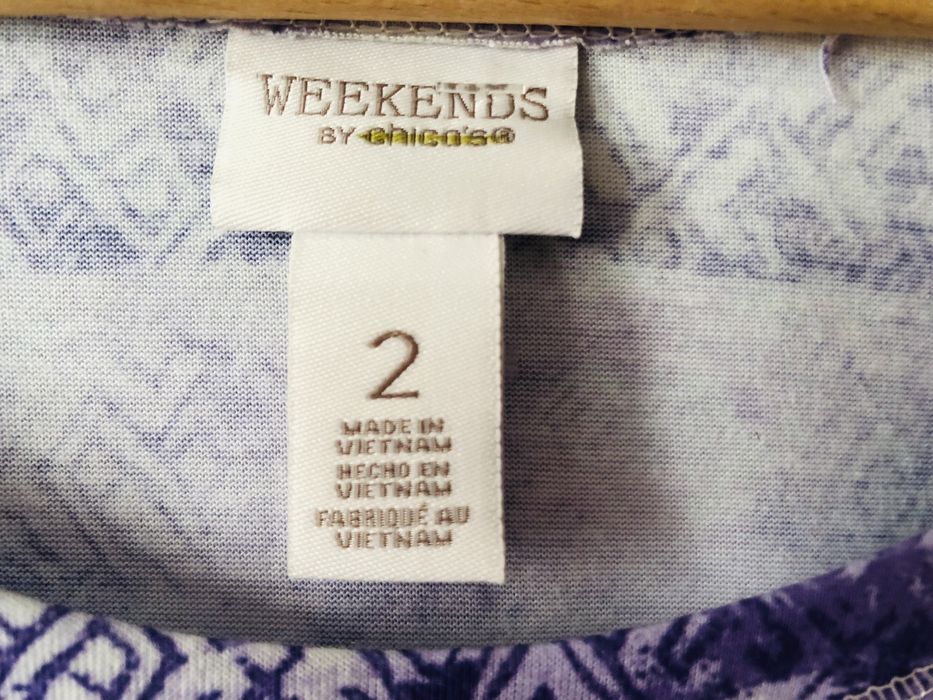 WEEKENDS
BY chico's®
2
MADE IN
VIETNAM
HECHO EN
VIETNAM
FABRIQUÉ AU
VIETNAM